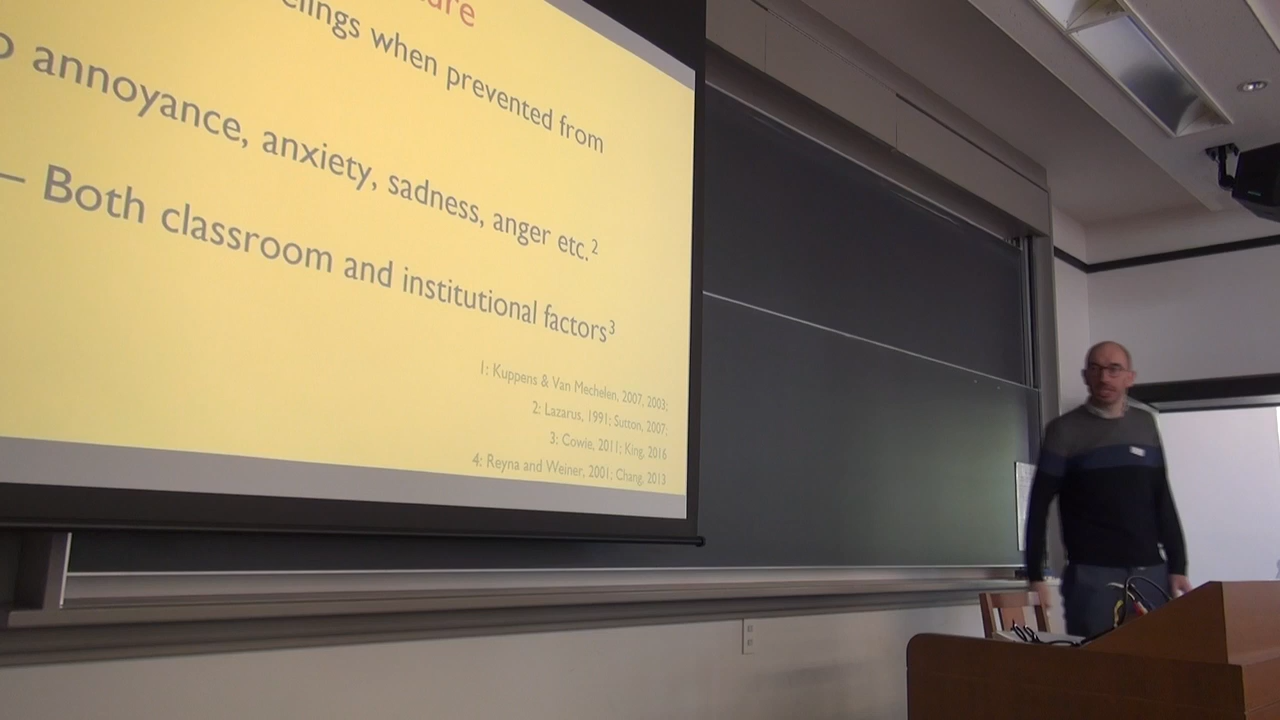 elings when prevented from
annoyance, anxiety, sadness, anger etc.2
– Both classroom and institutional factors3
1: Kuppens & Van Mechelen, 2007, 2003;
2: Lazarus, 1991; Sutton, 2007;
3: Cowie, 2011; King, 2016
4: Reyna and Weiner, 2001; Chang, 2013